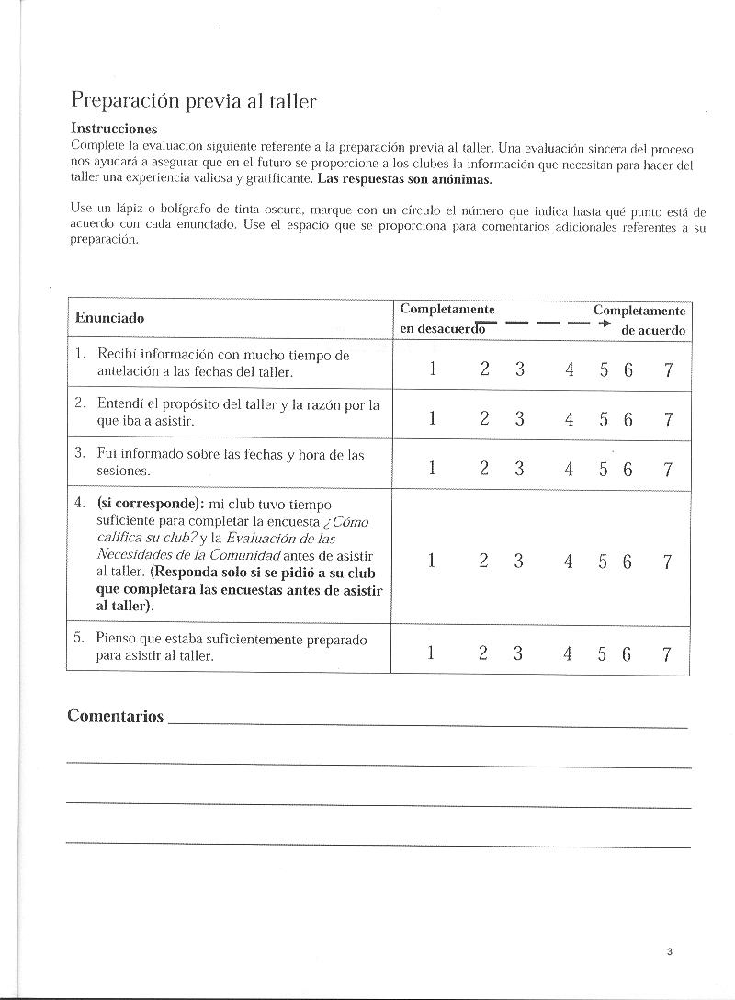 Preparación previa al taller
Instrucciones
Complete la evaluación siguiente referente a la preparación previa al taller. Una evaluación sincera del proceso
nos ayudará a asegurar que en el futuro se proporcione a los clubes la información que necesitan para hacer del
taller una experiencia valiosa y gratificante. Las respuestas son anónimas.
Use un lápiz o bolígrafo de tinta oscura, marque con un círculo el número que indica hasta qué punto está de
acuerdo con cada enunciado. Use el espacio que se proporciona para comentarios adicionales referentes a su
preparación.
Enunciado
Completamente
en desacuerdo
Completamente
de acuerdo
1. Recibí información con mucho tiempo de
antelación a las fechas del taller.
1 2 3 4 5 6 7
2. Entendí el propósito del taller y la razón por la
que iba a asistir.
1 2 3 4 5 6 7
3. Fui informado sobre las fechas y hora de las
sesiones.
1 2 3 4 5 6 7
4. (si corresponde): mi club tuvo tiempo
suficiente para completar la encuesta ¿Cómo
califica su club? y la Evaluación de las
Necesidades de la Comunidad antes de asistir
al taller. (Responda solo si se pidió a su club
que completara las encuestas antes de asistir
al taller).
1 2 3 4 5 6 7
5. Pienso que estaba suficientemente preparado
para asistir al taller.
1 2 3 4 5 6 7
Comentarios
3